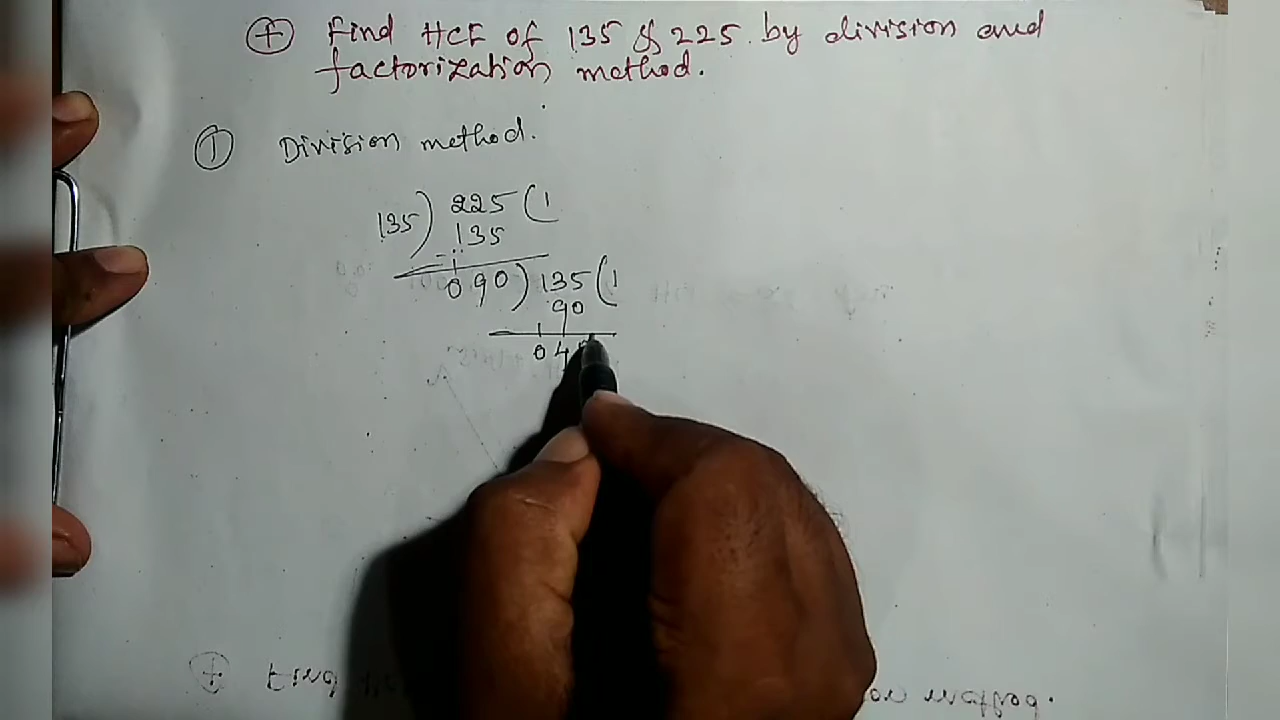 + Find HCF of 135 & 225. by division and
factorization method.
1 Division method.
135 ) 225 ( 1
135
090 ) 135 ( 1
90
04